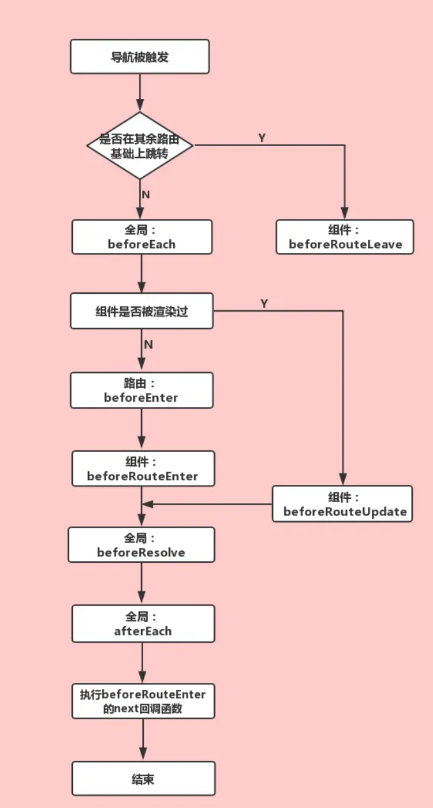 导航被触发
是否在其余路由
基础上跳转
Y
N
全局：
beforeEach
组件：
beforeRouteLeave
组件是否被渲染过
Y
N
路由：
beforeEnter
组件：
beforeRouteEnter
组件：
beforeRouteUpdate
全局：
beforeResolve
全局：
afterEach
执行beforeRouteEnter
的next回调函数
结束